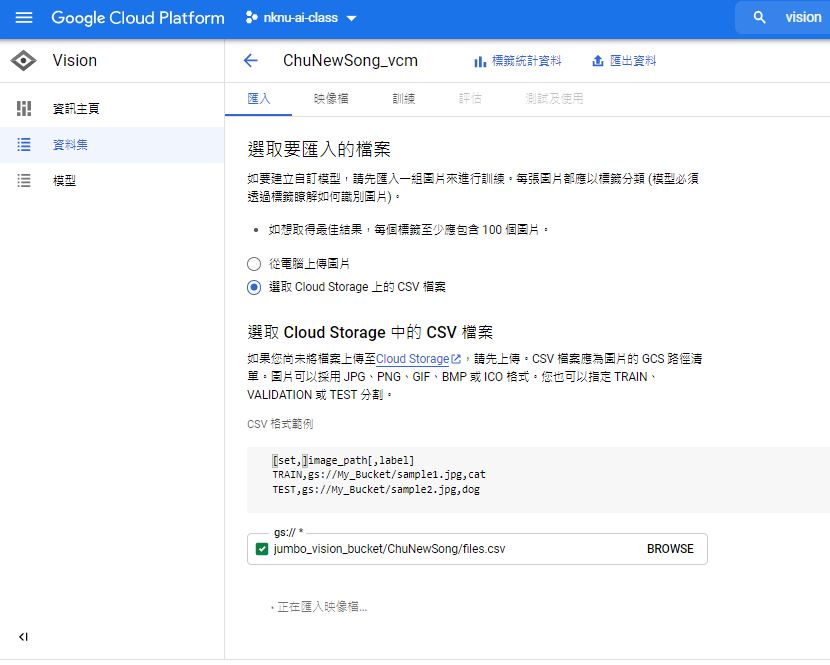 Google Cloud Platform
nknu-ai-class
vision
Vision
ChuNewSong_vcm
標籤統計資料
匯出資料
資訊主頁
資料集
模型
匯入
映像檔
訓練
評估
測試及使用
選取要匯入的檔案
如要建立自訂模型，請先匯入一組圖片來進行訓練。每張圖片都應以標籤分類 (模型必須
透過標籤瞭解如何識別圖片)。
• 如想取得最佳結果，每個標籤至少應包含 100 個圖片。
從電腦上傳圖片
選取 Cloud Storage 上的 CSV 檔案
選取 Cloud Storage 中的 CSV 檔案
如果您尚未將檔案上傳至Cloud Storage，請先上傳。CSV 檔案應為圖片的 GCS 路徑清
單。圖片可以採用 JPG、PNG、GIF、BMP 或 ICO 格式。您也可以指定 TRAIN、
VALIDATION 或 TEST 分割。
CSV 格式範例
[set,]image_path[,label]
TRAIN,gs://My_Bucket/sample1.jpg,cat
TEST,gs://My_Bucket/sample2.jpg,dog
gs:// *
jumbo_vision_bucket/ChuNewSong/files.csv
BROWSE
正在匯入映像檔...